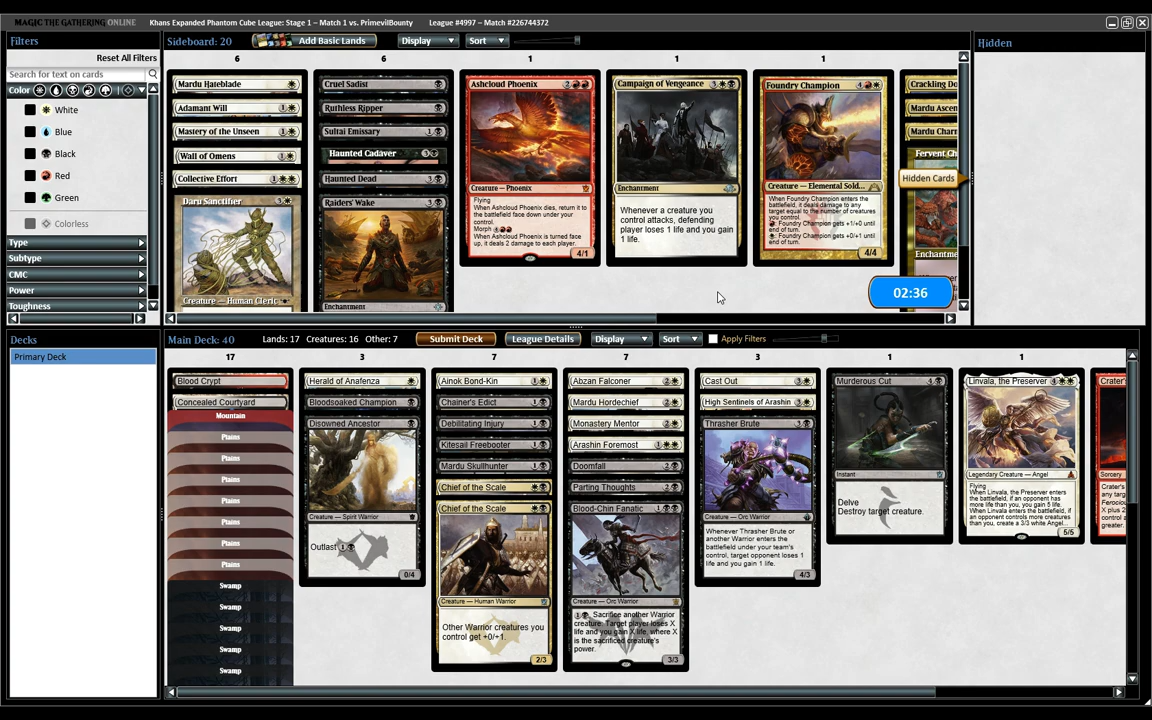 MAGIC THE GATHERING ONLINE
Khans Expanded Phantom Cube League: Stage 1 – Match 1 vs. PrimevilBounty
League #4997 – Match #226744372
Filters
Reset All Filters
Search for text on cards
Color
White
Blue
Black
Red
Green
Colorless
Type
Subtype
CMC
Power
Toughness
Sideboard: 20
Add Basic Lands
Display
Sort
Hidden
6
6
1
1
1
Mardu Hateblade
Adamant Will
Mastery of the Unseen
Wall of Omens
Collective Effort
Daru Sanctifier
Creature — Human Cleric
Cruel Sadist
Ruthless Ripper
Sultai Emissary
Haunted Cadaver
Haunted Dead
Raiders' Wake
Enchantment
Ashcloud Phoenix
Creature — Phoenix
Flying
When Ashcloud Phoenix dies, return it
to the battlefield face down under your
control.
Morph
When Ashcloud Phoenix is turned face
up, it deals 2 damage to each player.
4/1
Campaign of Vengeance
Enchantment
Whenever a creature you
control attacks, defending
player loses 1 life and you gain
1 life.
Foundry Champion
Creature — Elemental Sold...
When Foundry Champion enters the
battlefield, it deals damage to any
target equal to the number of creatures
you control.
Foundry Champion gets +1/+0 until
end of turn.
Foundry Champion gets +0/+1 until
end of turn.
4/4
Crackling Do
Mardu Ascen
Mardu Charm
Fervent Ch
Enchantme
Hidden Cards
02:36
Decks
Primary Deck
Main Deck: 40
Lands: 17 Creatures: 16 Other: 7
Submit Deck
League Details
Display
Sort
Apply Filters
17
3
7
7
3
1
1
Blood Crypt
Concealed Courtyard
Mountain
Plains
Plains
Plains
Plains
Plains
Plains
Plains
Swamp
Swamp
Swamp
Swamp
Swamp
Herald of Anafenza
Bloodsoaked Champion
Disowned Ancestor
Creature — Spirit Warrior
Outlast
0/4
Ainok Bond-Kin
Chainer's Edict
Debilitating Injury
Kitesail Freebooter
Mardu Skullhunter
Chief of the Scale
Chief of the Scale
Creature — Human Warrior
Other Warrior creatures you
control get +0/+1.
2/3
Abzan Falconer
Mardu Hordechief
Monastery Mentor
Arashin Foremost
Doomfall
Parting Thoughts
Blood-Chin Fanatic
Creature — Orc Warrior
Sacrifice another Warrior
creature: Target player loses X
life and you gain X life, where X
is the sacrificed creature's
power.
3/3
Cast Out
High Sentinels of Arashin
Thrasher Brute
Creature — Orc Warrior
Whenever Thrasher Brute or
another Warrior enters the
battlefield under your team's
control, target opponent loses 1
life and you gain 1 life.
4/3
Murderous Cut
Instant
Delve
Destroy target creature.
Linvala, the Preserver
Legendary Creature — Angel
Flying
When Linvala, the Preserver enters the
battlefield, if an opponent has
more life than you, you gain 5 life.
When Linvala enters the battlefield, if
an opponent controls more creatures
than you, create a 3/3 white Angel...
5/5
Crater's
Sorcery
Crater's
any targ
Ferocious
X plus 2
control a
greater.